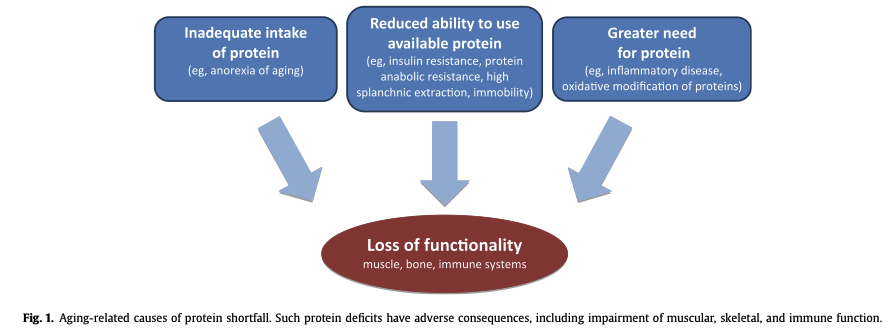 Inadequate intake
of protein
(eg, anorexia of aging)
Reduced ability to use
available protein
(eg, insulin resistance, protein
anabolic resistance, high
splanchnic extraction, immobility)
Greater need
for protein
(eg, inflammatory disease,
oxidative modification of proteins)
Loss of functionality
muscle, bone, immune systems
Fig. 1. Aging-related causes of protein shortfall. Such protein deficits have adverse consequences, including impairment of muscular, skeletal, and immune function.